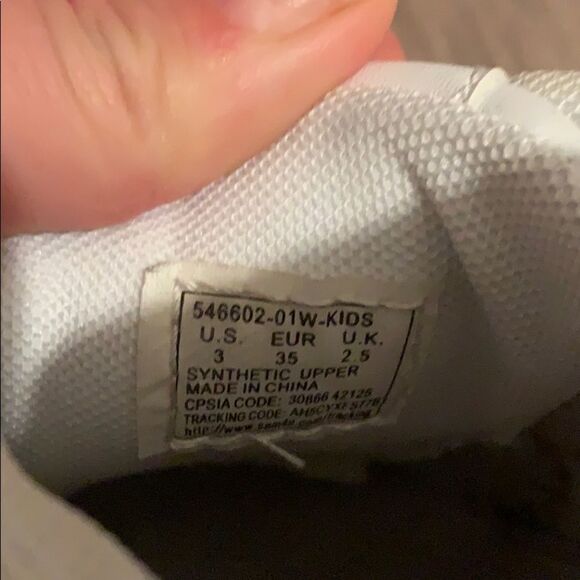 546602-01W-KIDS
U.S. EUR U.K.
3 35 2.5
SYNTHETIC UPPER
MADE IN CHINA
CPSIA CODE: 30866 42125
TRACKING CODE: